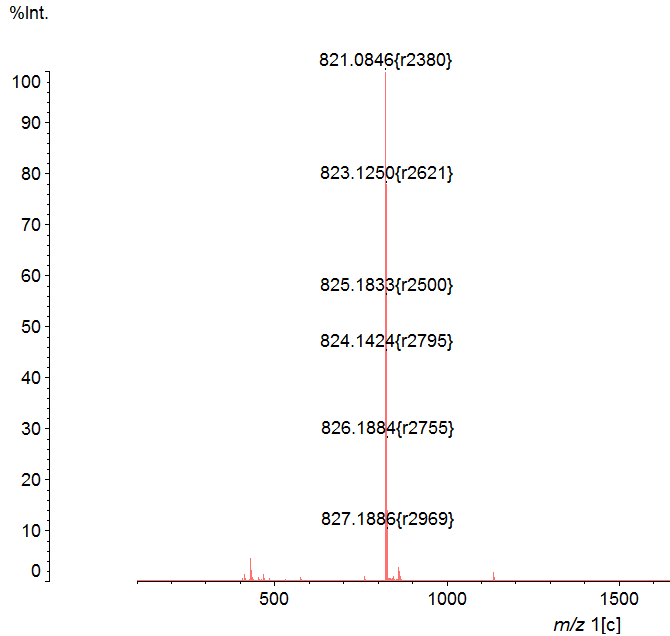 %Int.
821.0846{r2380}
100
90
823.1250{r2621}
80
70
60
825.1833{r2500}
50
824.1424{r2795}
40
30
826.1884{r2755}
20
827.1886{r2969}
10
0
500 1000 1500
m/z 1[c]